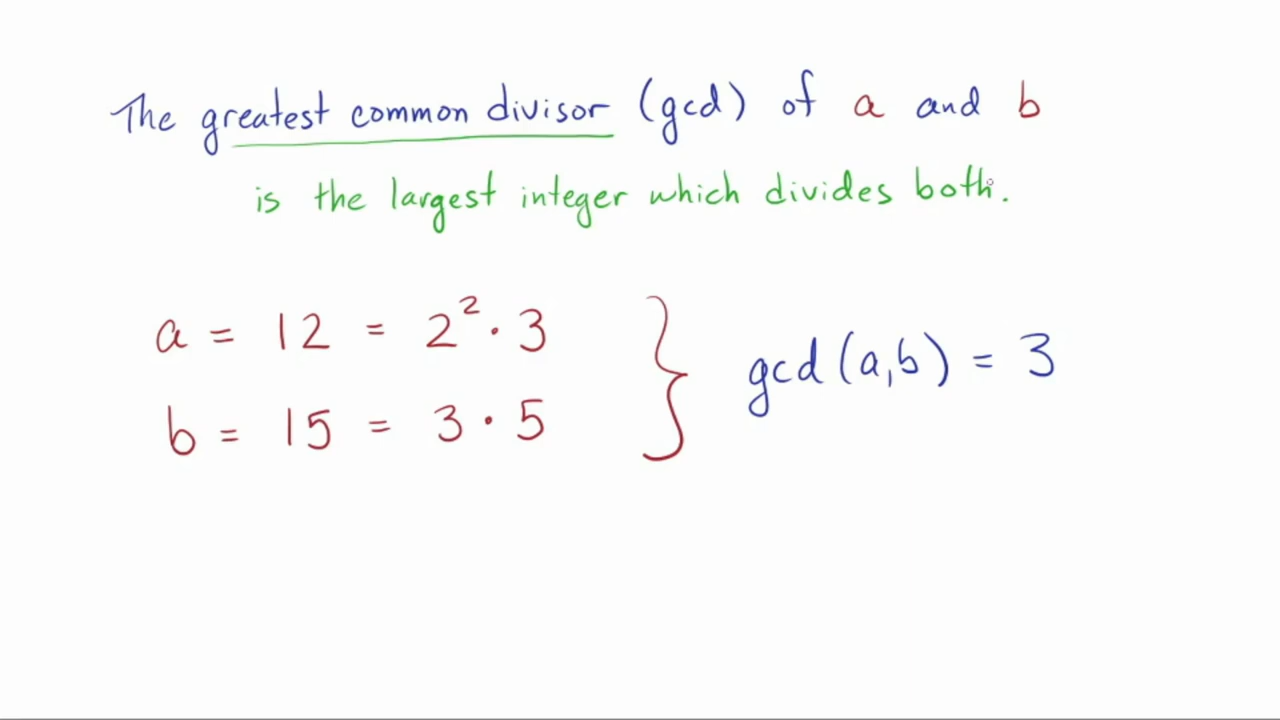 The greatest common divisor (gcd) of a and b
is the largest integer which divides both.
a = 12 = 2² · 3
b = 15 = 3 · 5
gcd(a,b) = 3